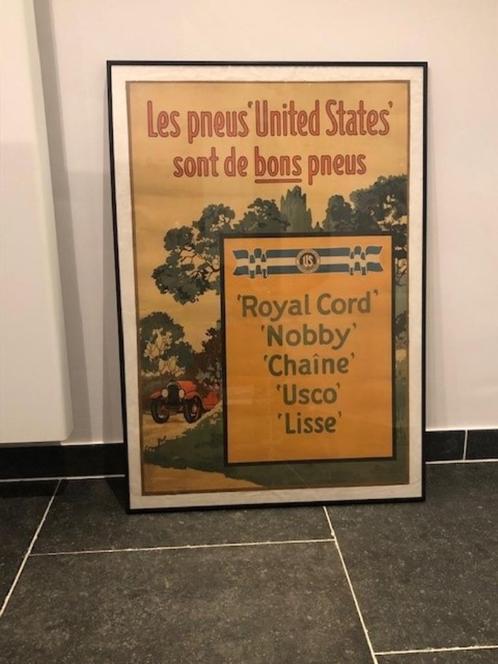 Les pneus 'United States'
sont de bons pneus
US
'Royal Cord'
'Nobby'
'Chaîne'
'Usco'
'Lisse'